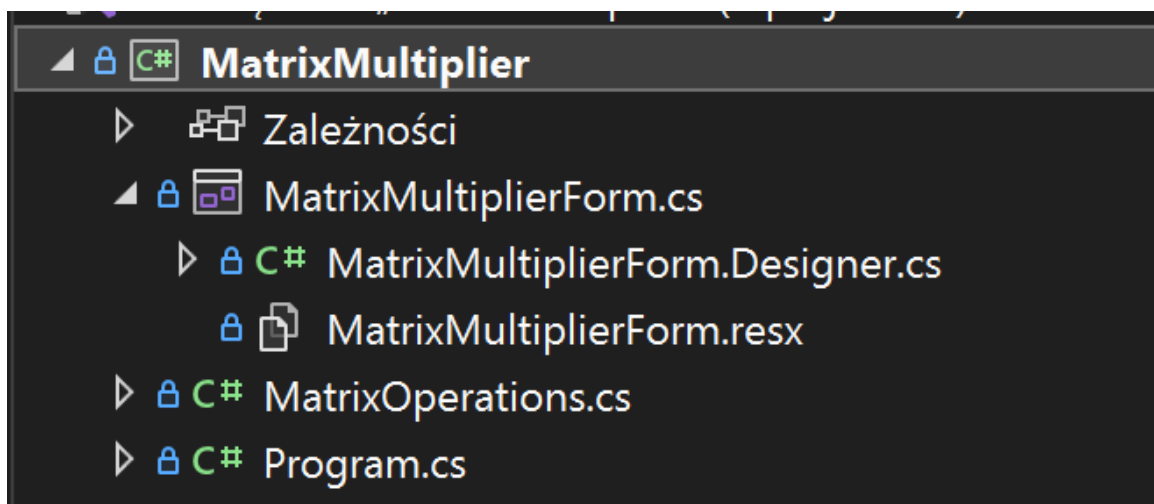 C# MatrixMultiplier
Zależności
MatrixMultiplierForm.cs
C# MatrixMultiplierForm.Designer.cs
MatrixMultiplierForm.resx
C# MatrixOperations.cs
C# Program.cs